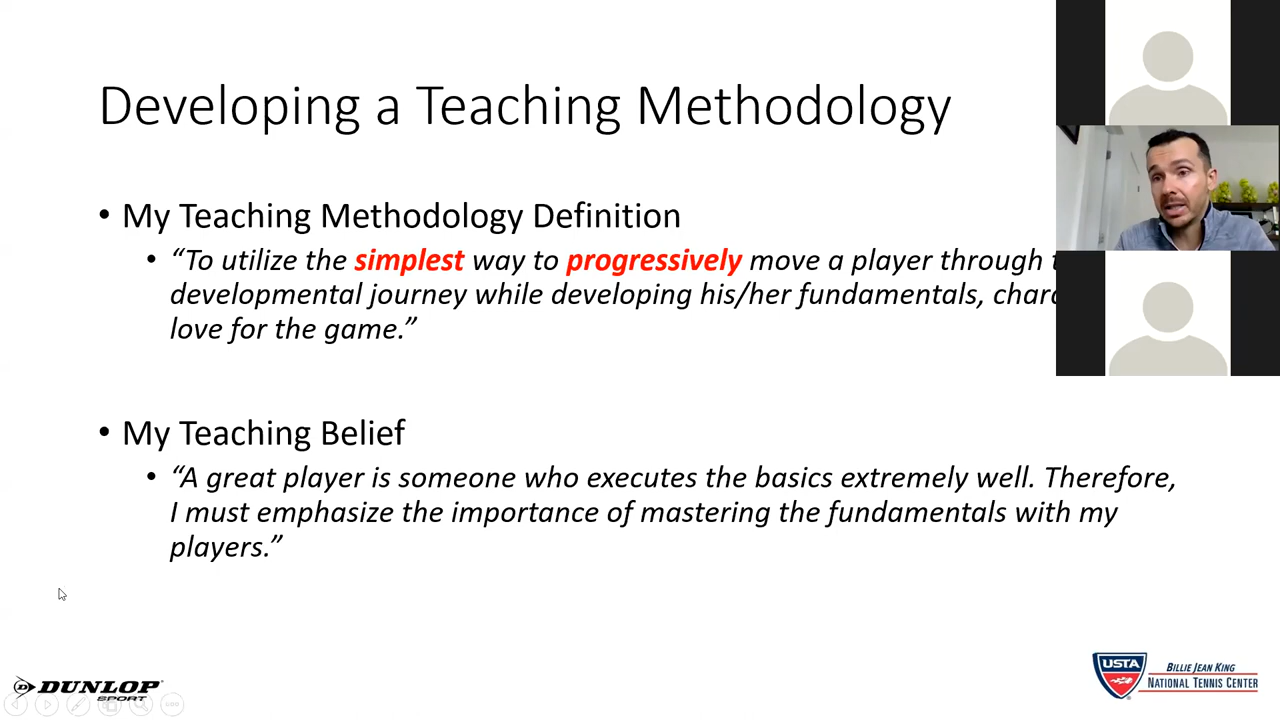 Developing a Teaching Methodology
• My Teaching Methodology Definition
• “To utilize the simplest way to progressively move a player through
developmental journey while developing his/her fundamentals,
love for the game.”
• My Teaching Belief
• “A great player is someone who executes the basics extremely well. Therefore,
I must emphasize the importance of mastering the fundamentals with my
players.”
DUNLOP
SPORT
USTA
BILLIE JEAN KING
NATIONAL TENNIS CENTER